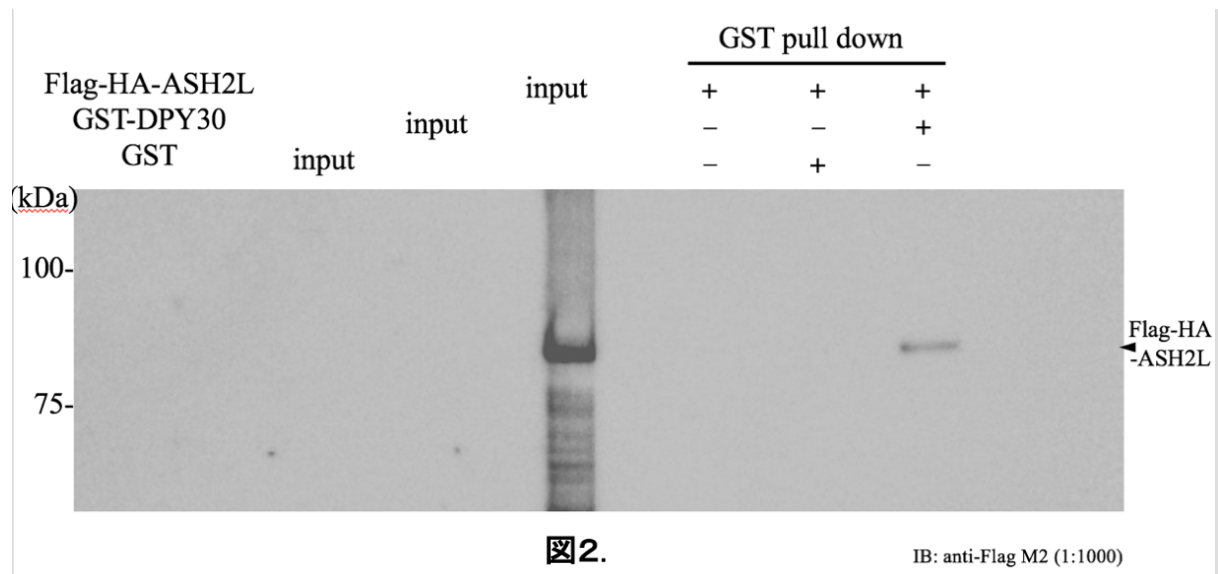 GST pull down
Flag-HA-ASH2L input + + +
GST-DPY30 input – – +
GST input – + –
(kDa)
100-
Flag-HA
-ASH2L
75-
図2.
IB: anti-Flag M2 (1:1000)